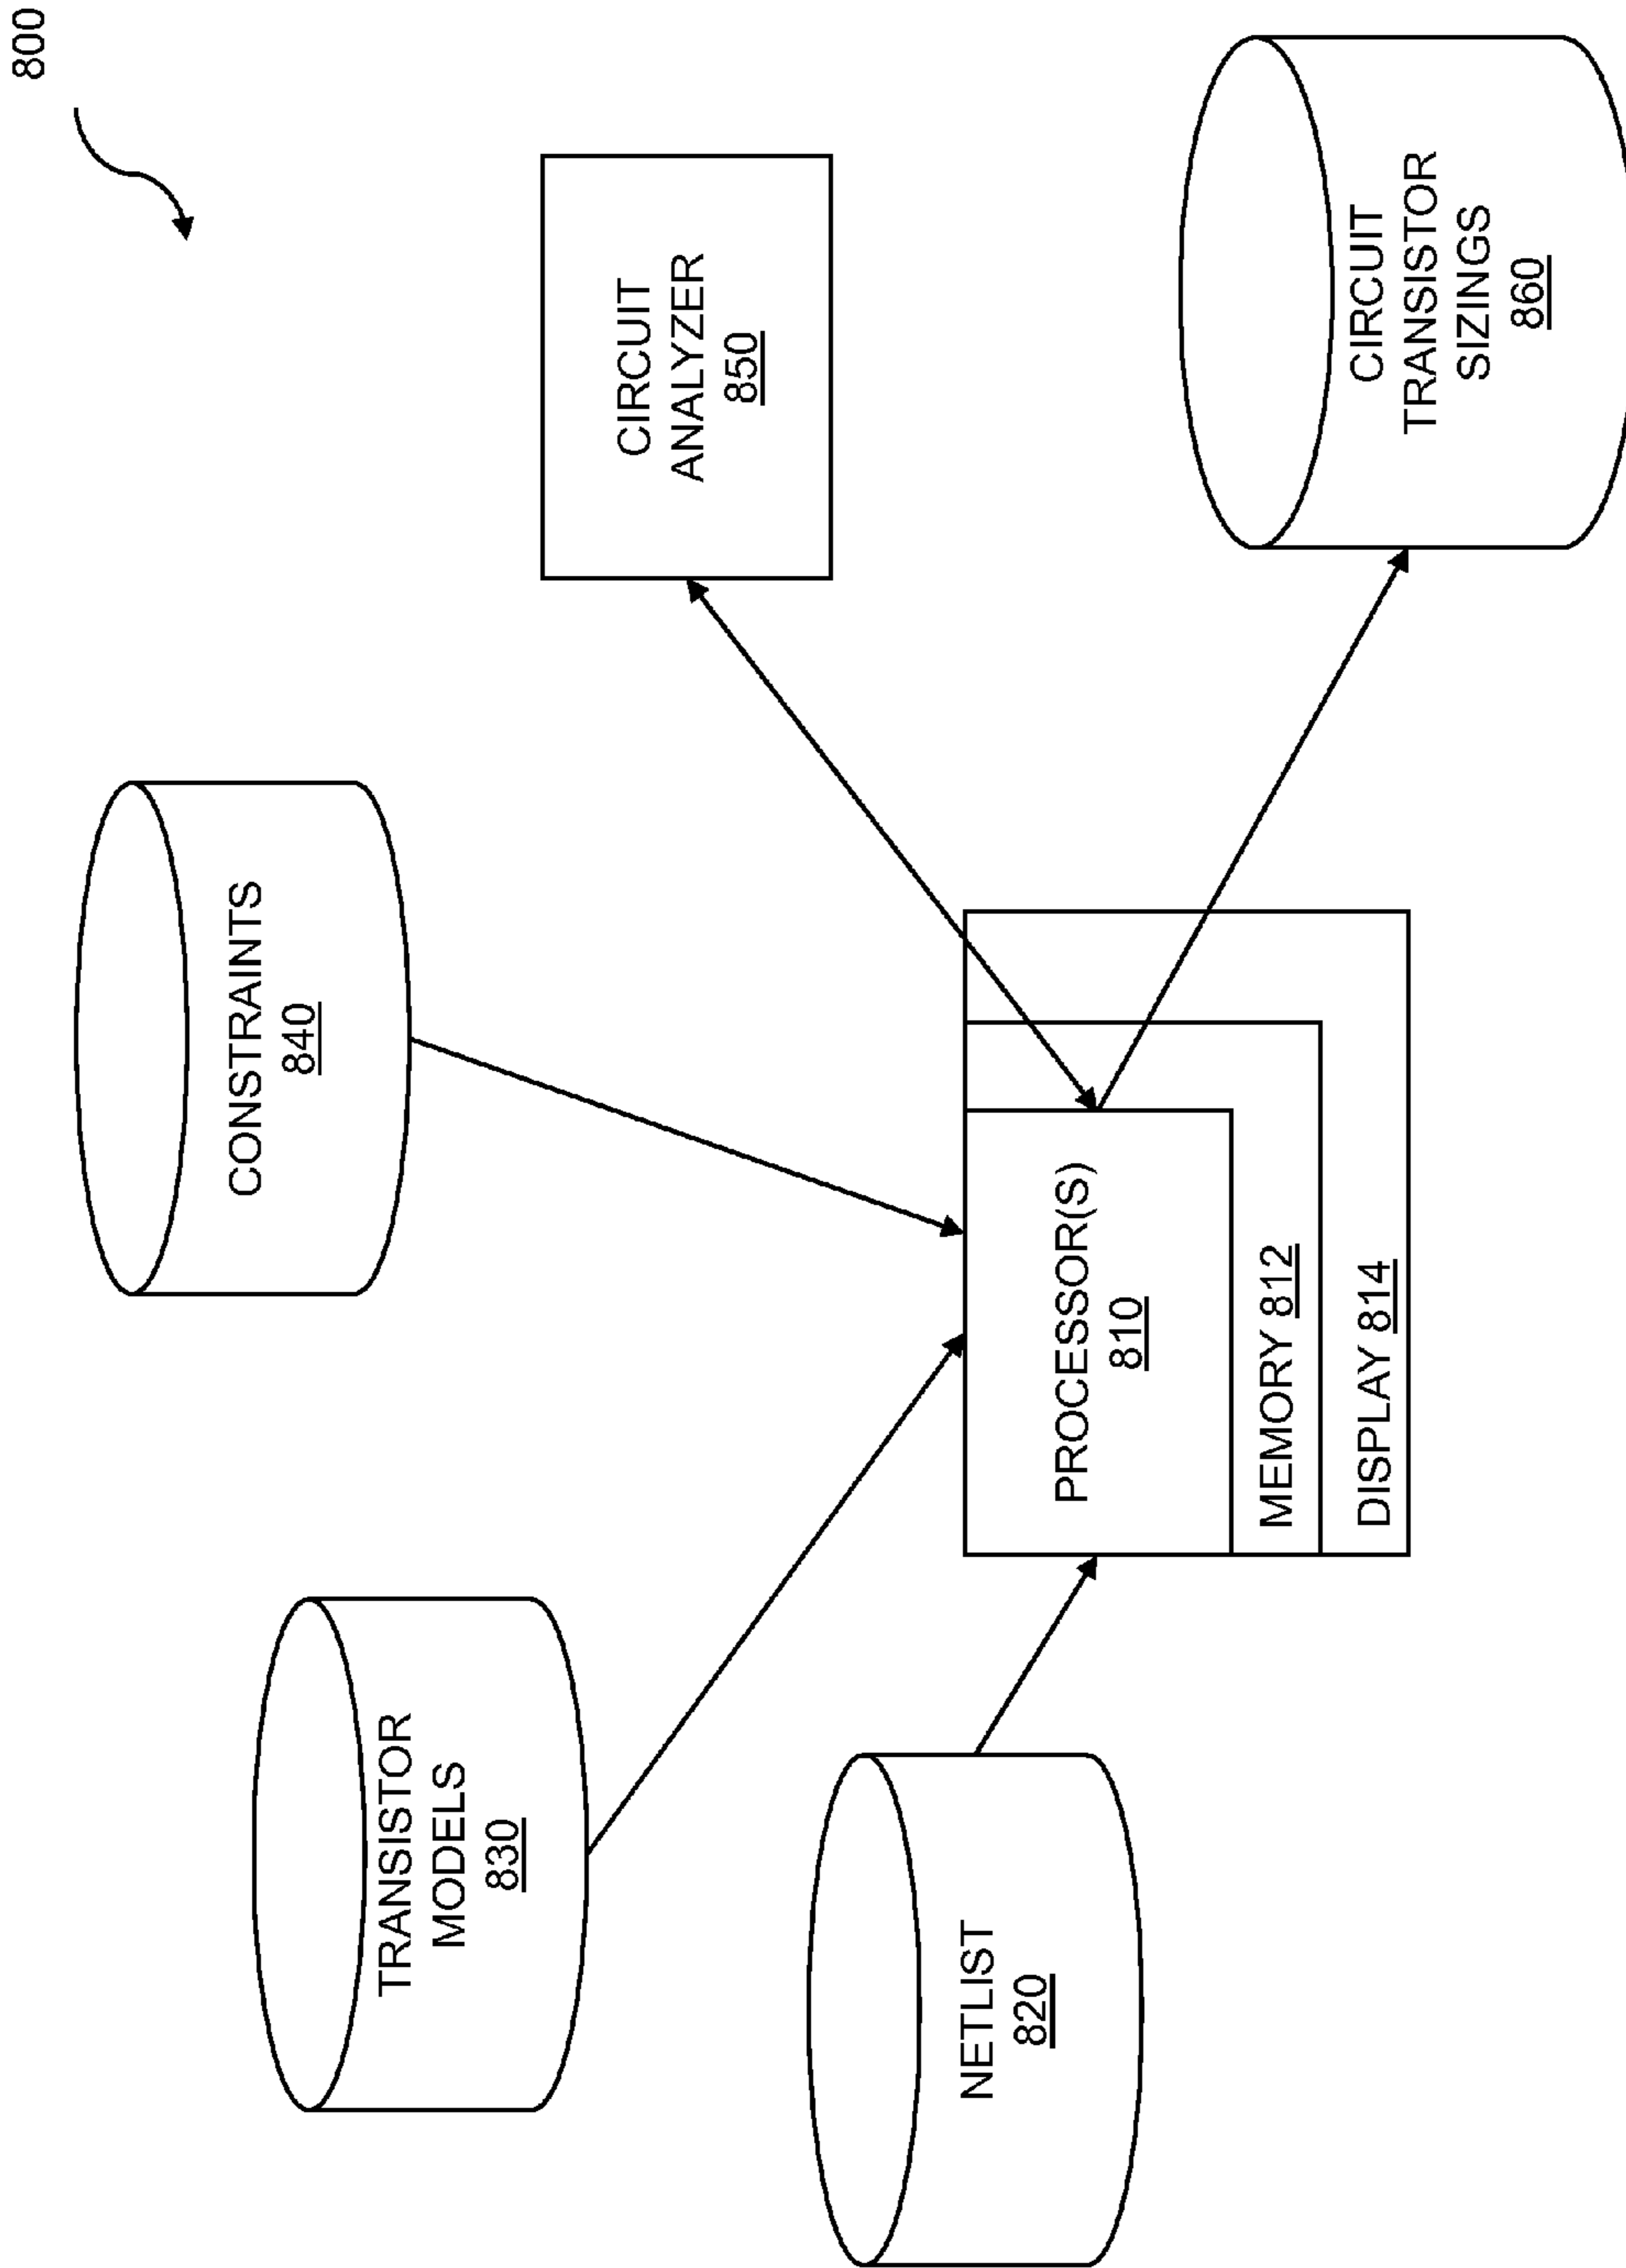 800
CONSTRAINTS
840
TRANSISTOR
MODELS
830
CIRCUIT
ANALYZER
850
NETLIST
820
PROCESSOR(S)
810
MEMORY 812
DISPLAY 814
CIRCUIT
TRANSISTOR
SIZINGS
860